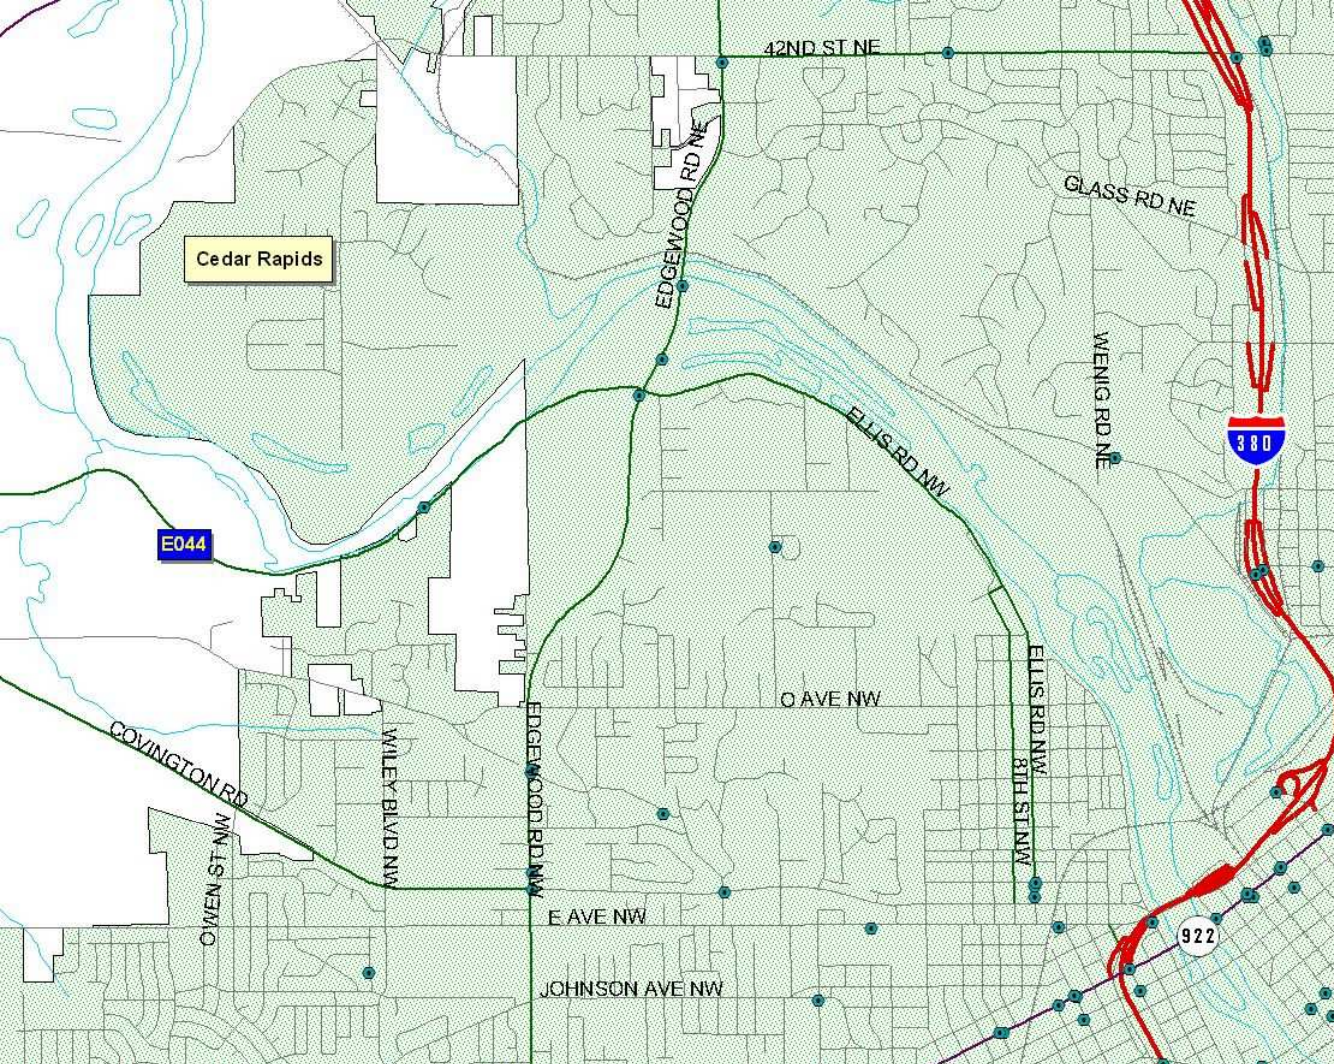 42ND ST NE
EDGEWOOD RD NE
GLASS RD NE
Cedar Rapids
WENIG RD NE
380
ELLIS RD NW
E044
O AVE NW
ELLIS RD NW
COVINGTON RD
WILEY BLVD NW
EDGEWOOD RD NW
8TH ST NW
OWEN ST NW
E AVE NW
922
JOHNSON AVE NW